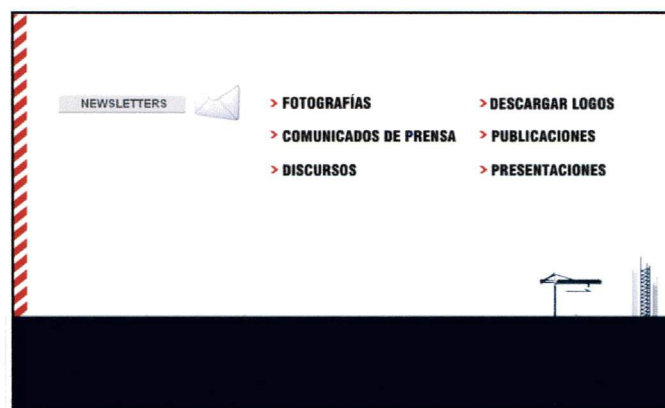 NEWSLETTERS
> FOTOGRAFÍAS
> DESCARGAR LOGOS
> COMUNICADOS DE PRENSA
> PUBLICACIONES
> DISCURSOS
> PRESENTACIONES